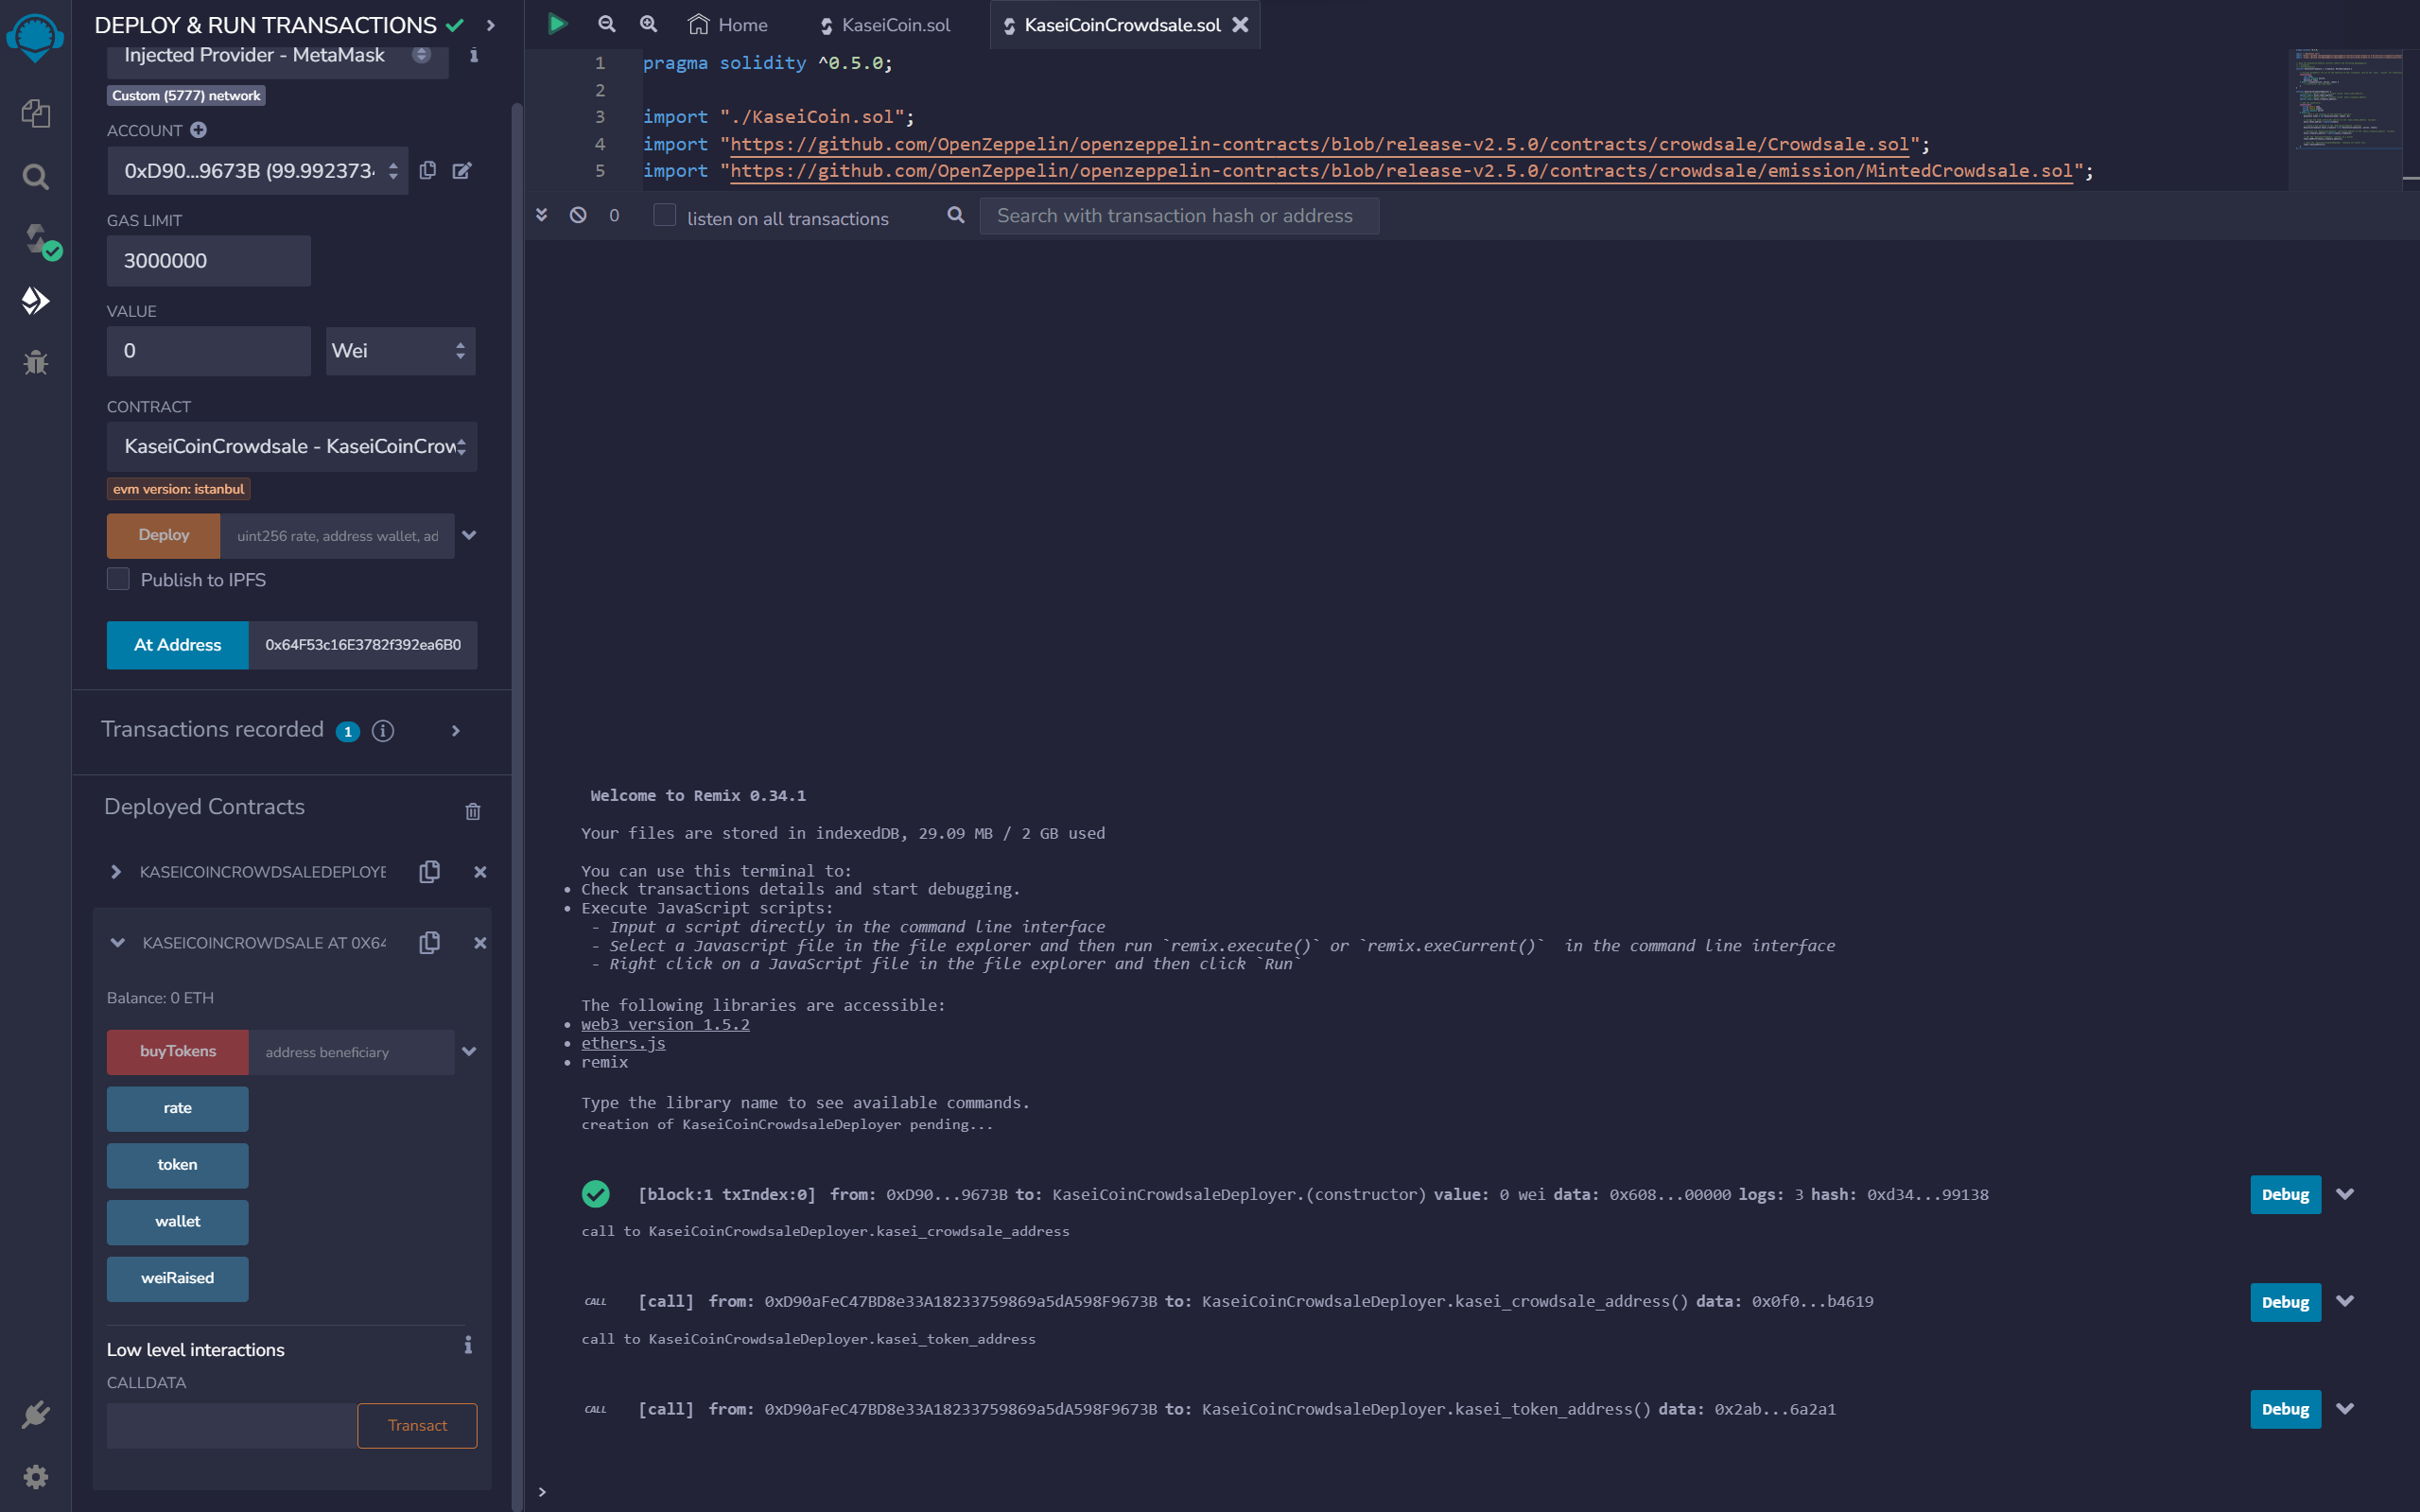 DEPLOY & RUN TRANSACTIONS
Injected Provider - MetaMask
Custom (5777) network
ACCOUNT
0xD90...9673B (99.992373
GAS LIMIT
3000000
VALUE
0
Wei
CONTRACT
KaseiCoinCrowdsale - KaseiCoinCrow
evm version: istanbul
Deploy
uint256 rate, address wallet, ad
Publish to IPFS
At Address
0x64F53c16E3782f392ea6B0
Transactions recorded 1
Deployed Contracts
KASEICOINCROWDSALEDEPLOYE
KASEICOINCROWDSALE AT 0X64
Balance: 0 ETH
buyTokens
address beneficiary
rate
token
wallet
weiRaised
Low level interactions
CALLDATA
Transact
Home
KaseiCoin.sol
KaseiCoinCrowdsale.sol
1 pragma solidity ^0.5.0;
2
3 import "./KaseiCoin.sol";
4 import "https://github.com/OpenZeppelin/openzeppelin-contracts/blob/release-v2.5.0/contracts/crowdsale/Crowdsale.sol";
5 import "https://github.com/OpenZeppelin/openzeppelin-contracts/blob/release-v2.5.0/contracts/crowdsale/emission/MintedCrowdsale.sol";
0
listen on all transactions
Search with transaction hash or address
Welcome to Remix 0.34.1
Your files are stored in indexedDB, 29.09 MB / 2 GB used
You can use this terminal to:
• Check transactions details and start debugging.
• Execute JavaScript scripts:
- Input a script directly in the command line interface
- Select a Javascript file in the file explorer and then run `remix.execute()` or `remix.exeCurrent()`  in the command line interface
- Right click on a JavaScript file in the file explorer and then click `Run`
The following libraries are accessible:
• web3 version 1.5.2
• ethers.js
• remix
Type the library name to see available commands.
creation of KaseiCoinCrowdsaleDeployer pending...
[block:1 txIndex:0] from: 0xD90...9673B to: KaseiCoinCrowdsaleDeployer.(constructor) value: 0 wei data: 0x608...00000 logs: 3 hash: 0xd34...99138
Debug
call to KaseiCoinCrowdsaleDeployer.kasei_crowdsale_address
CALL [call] from: 0xD90aFeC47BD8e33A18233759869a5dA598F9673B to: KaseiCoinCrowdsaleDeployer.kasei_crowdsale_address() data: 0x0f0...b4619
Debug
call to KaseiCoinCrowdsaleDeployer.kasei_token_address
CALL [call] from: 0xD90aFeC47BD8e33A18233759869a5dA598F9673B to: KaseiCoinCrowdsaleDeployer.kasei_token_address() data: 0x2ab...6a2a1
Debug
>